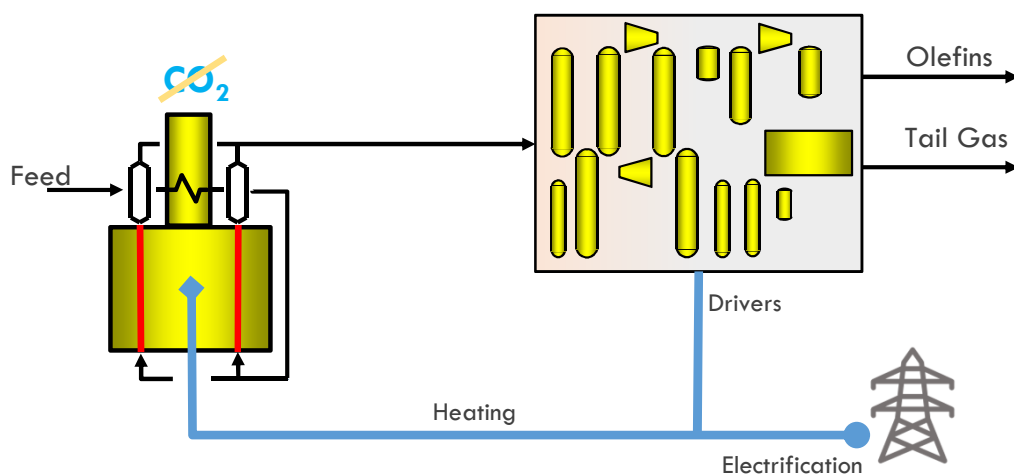 CO₂
Olefins
Tail Gas
Feed
Drivers
Heating
Electrification